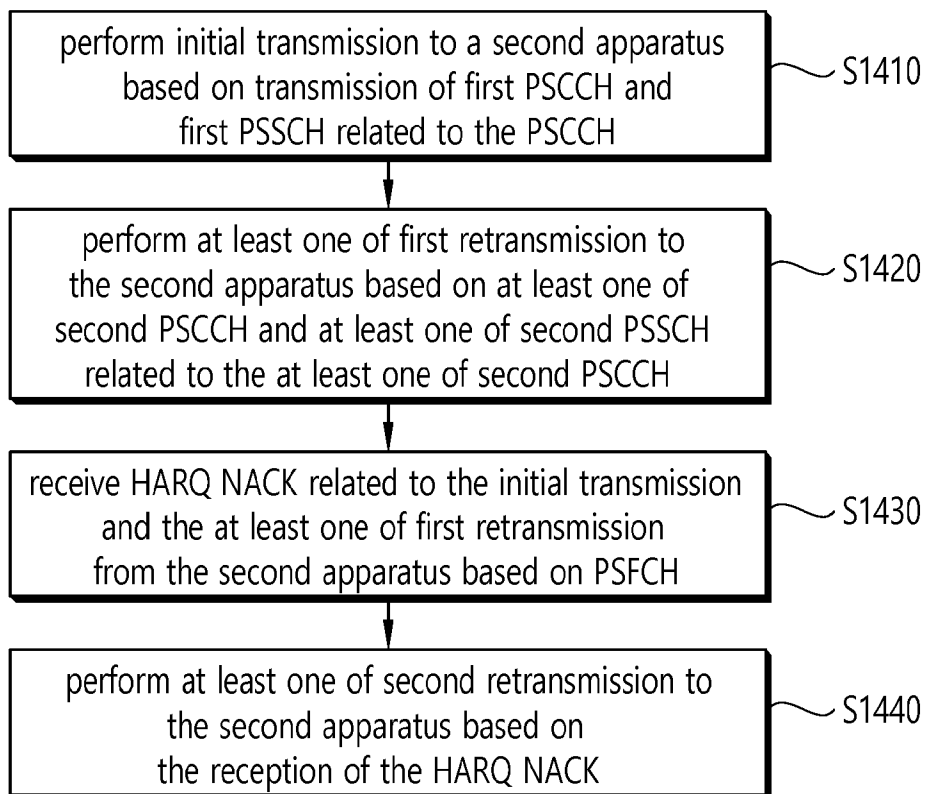 perform initial transmission to a second apparatus
based on transmission of first PSCCH and
first PSSCH related to the PSCCH
S1410
perform at least one of first retransmission to
the second apparatus based on at least one of
second PSCCH and at least one of second PSSCH
related to the at least one of second PSCCH
S1420
receive HARQ NACK related to the initial transmission
and the at least one of first retransmission
from the second apparatus based on PSFCH
S1430
perform at least one of second retransmission to
the second apparatus based on
the reception of the HARQ NACK
S1440